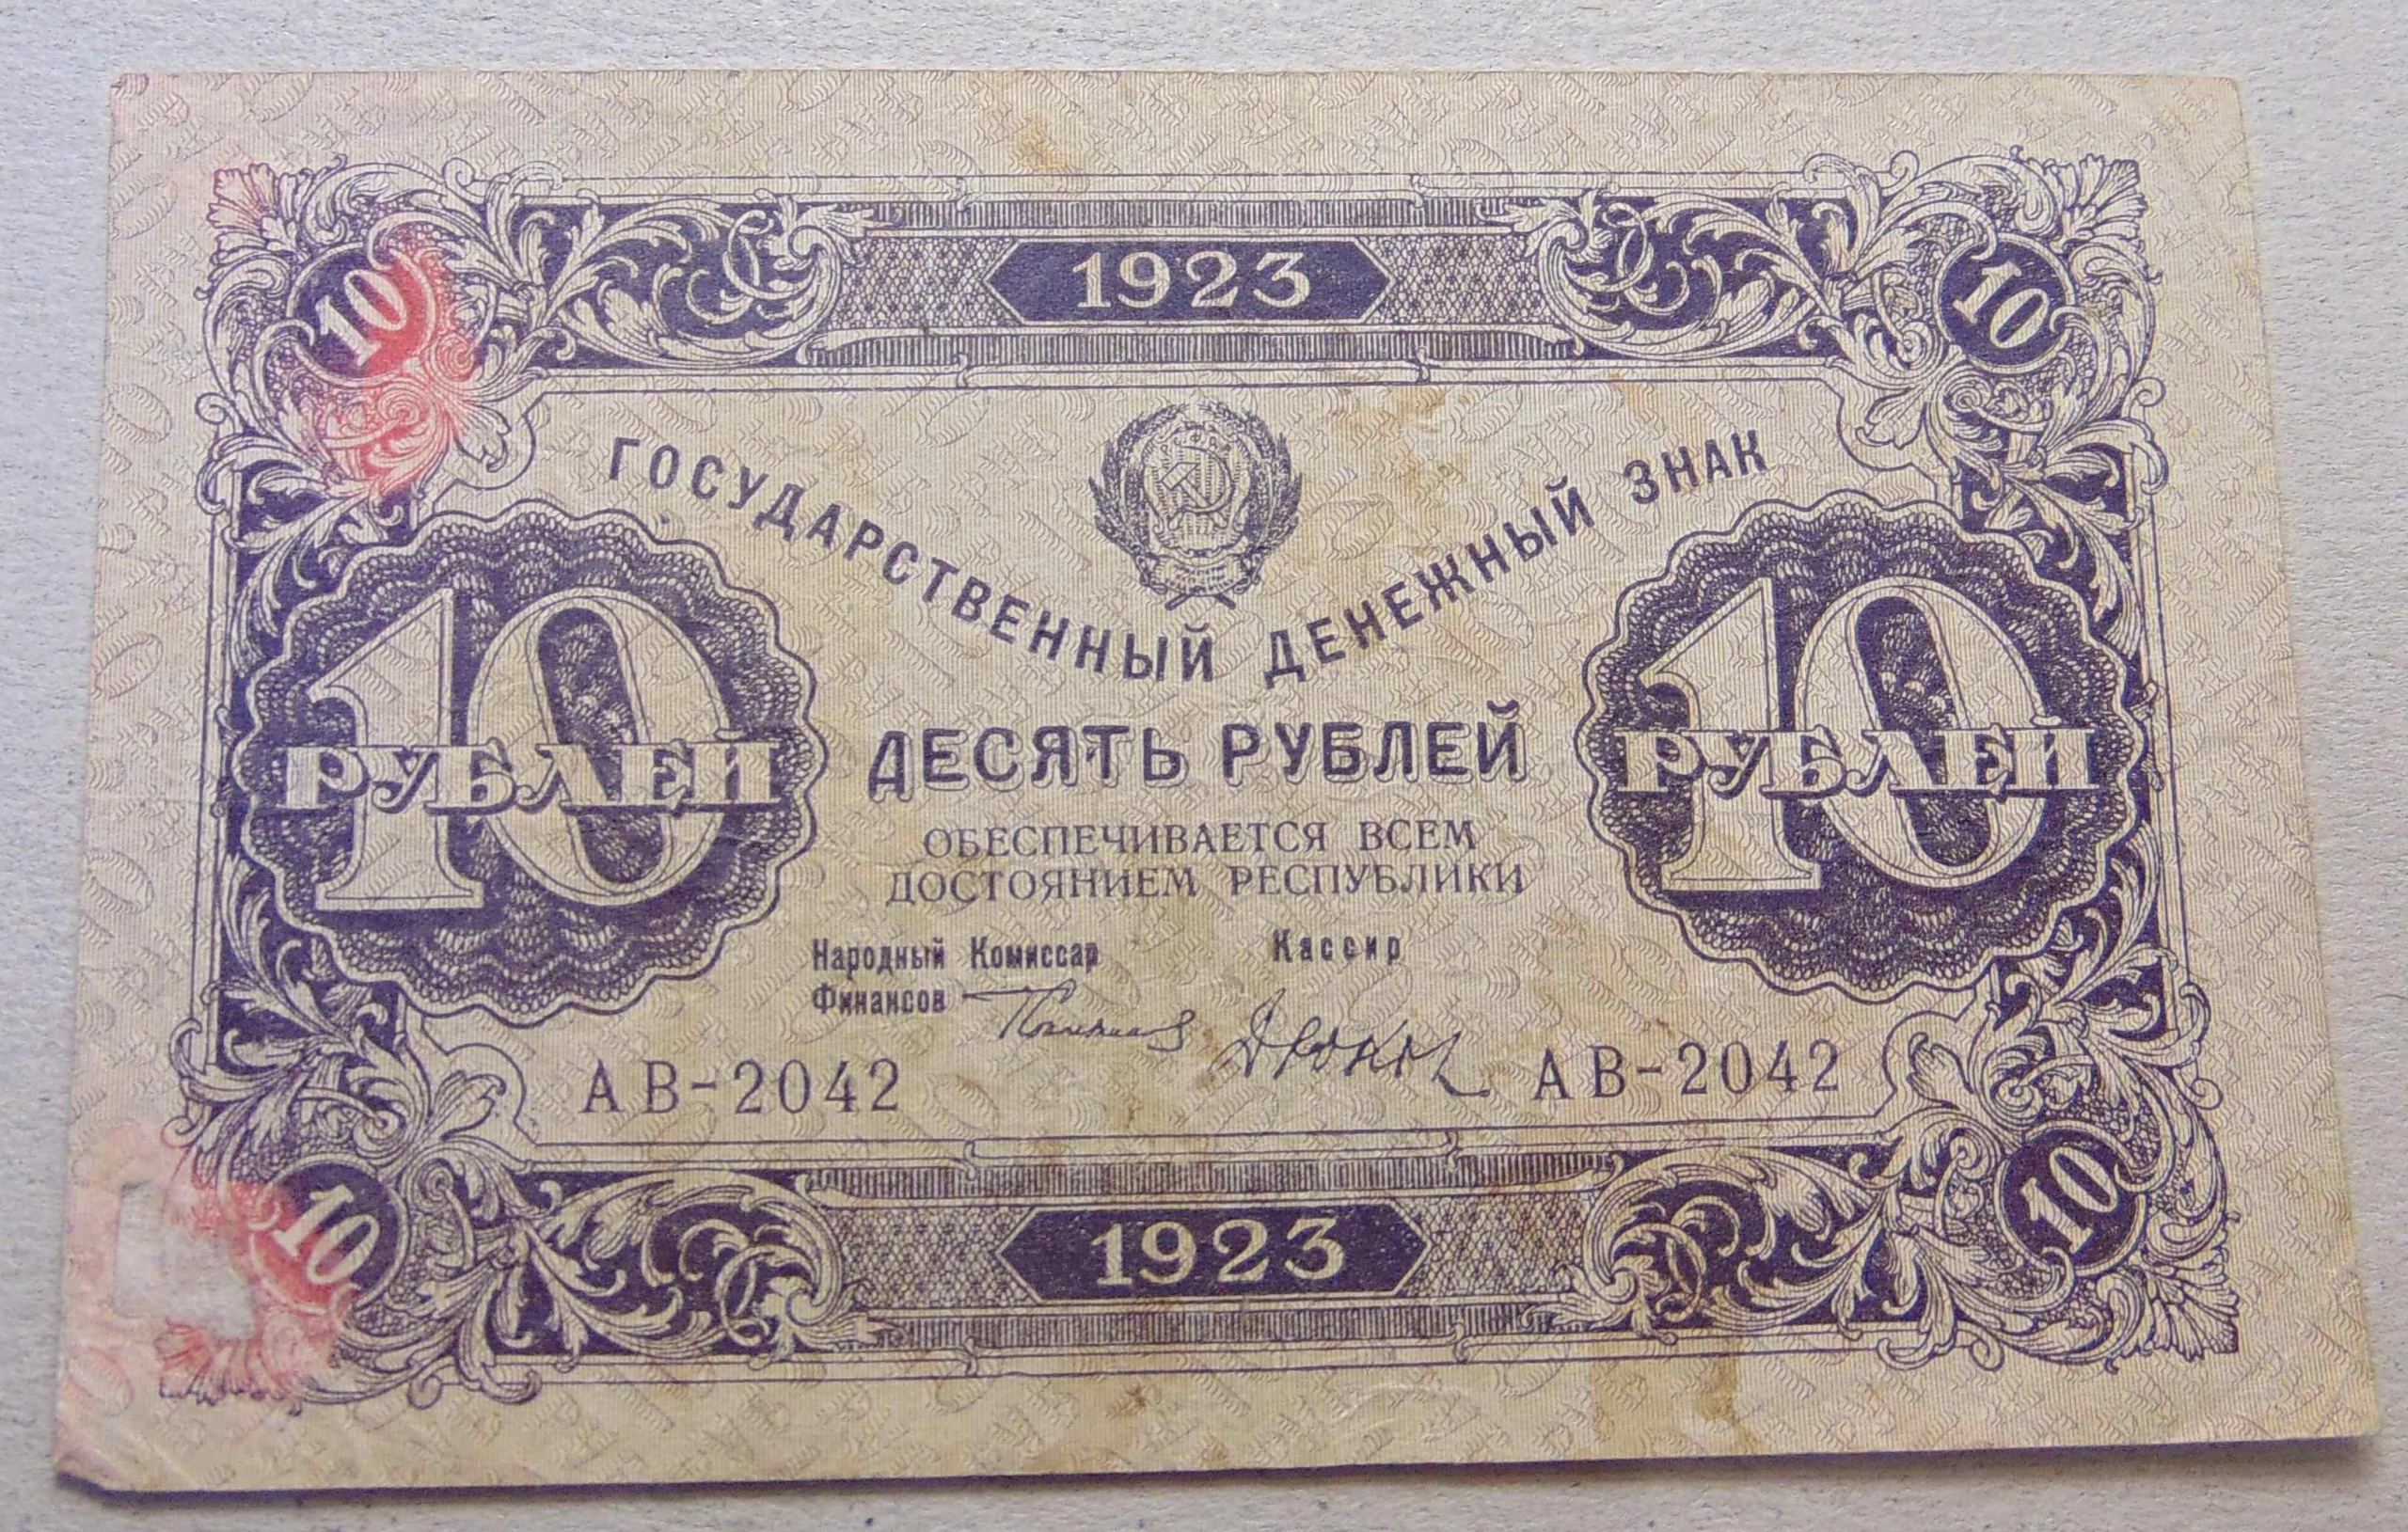 10 1923 10
ГОСУДАРСТВЕННЫЙ ДЕНЕЖНЫЙ ЗНАК
10 РУБЛЕЙ
ДЕСЯТЬ РУБЛЕЙ
10 РУБЛЕЙ
ОБЕСПЕЧИВАЕТСЯ ВСЕМ
ДОСТОЯНИЕМ РЕСПУБЛИКИ
Народный Комиссар
Финансов
Кассир
АВ-2042 АВ-2042
10 1923 10